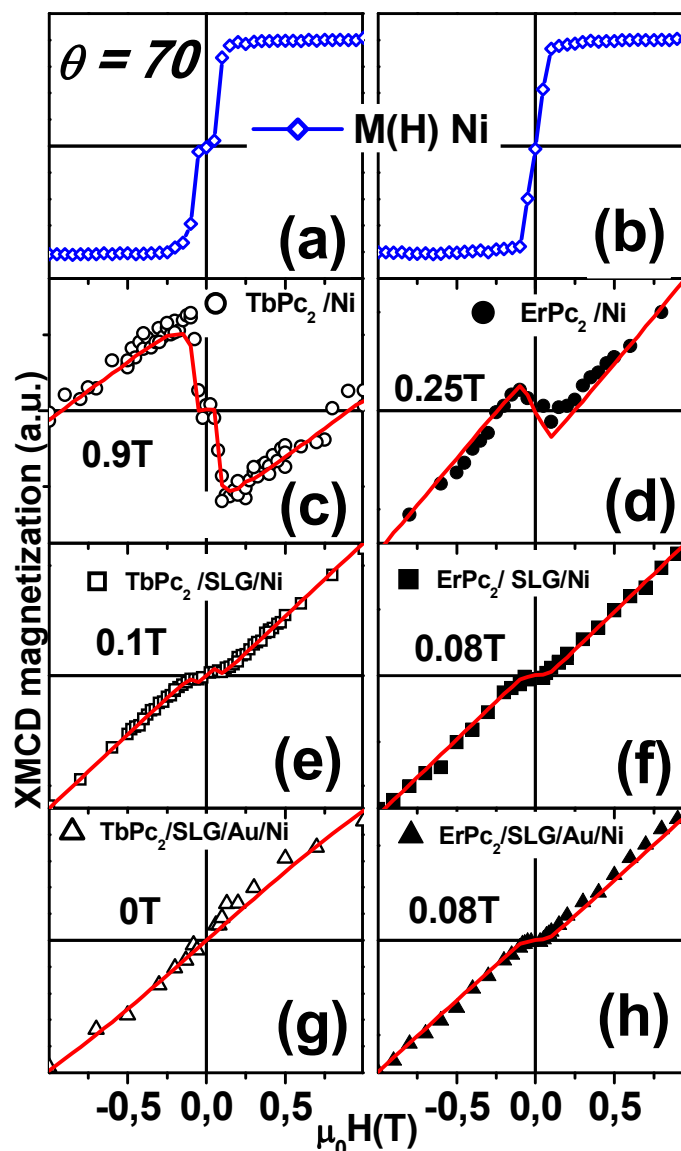 θ = 70
M(H) Ni
(a)
(b)
TbPc2 /Ni
0.9T
(c)
ErPc2 /Ni
0.25T
(d)
TbPc2 /SLG/Ni
0.1T
(e)
ErPc2/ SLG/Ni
0.08T
(f)
TbPc2/SLG/Au/Ni
0T
(g)
ErPc2/SLG/Au/Ni
0.08T
(h)
XMCD magnetization (a.u.)
-0,5 0,0 0,5
-0,5 0,0 0,5
μ0H(T)